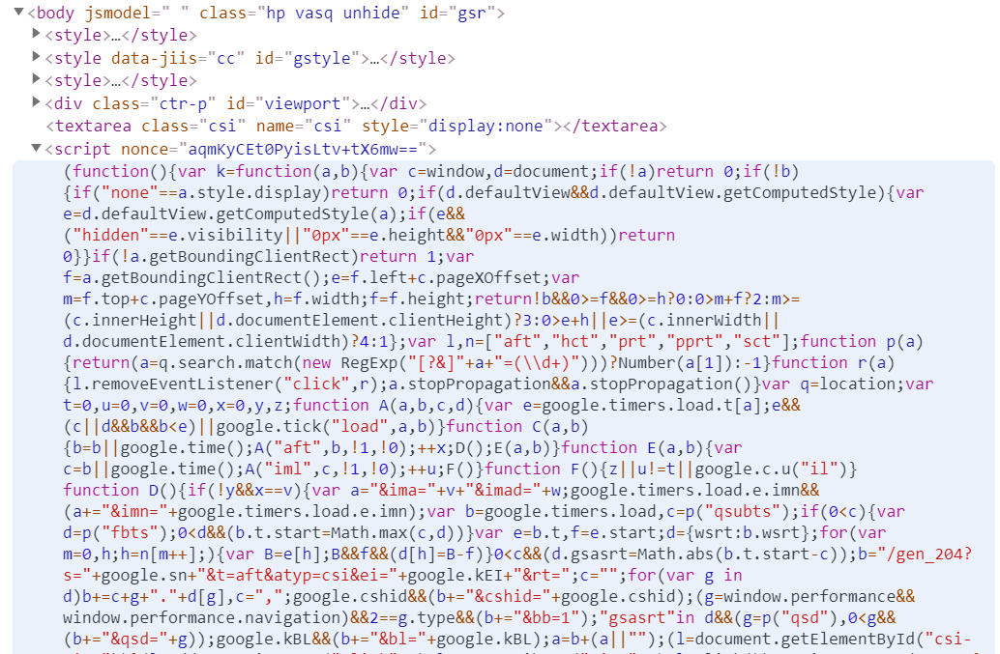 ▼<body jsmodel=" " class="hp vasq unhide" id="gsr">
▶<style>…</style>
▶<style data-jiis="cc" id="gstyle">…</style>
▶<style>…</style>
▶<div class="ctr-p" id="viewport">…</div>
<textarea class="csi" name="csi" style="display:none"></textarea>
▼<script nonce="aqmKyCEt0PyisLtv+tX6mw==">
(function(){var k=function(a,b){var c=window,d=document;if(!a)return 0;if(!b)
{if("none"==a.style.display)return 0;if(d.defaultView&&d.defaultView.getComputedStyle){var
e=d.defaultView.getComputedStyle(a);if(e&&
("hidden"==e.visibility||"0px"==e.height&&"0px"==e.width))return
0}}if(!a.getBoundingClientRect)return 1;var
f=a.getBoundingClientRect();e=f.left+c.pageXOffset;var
m=f.top+c.pageYOffset,h=f.width;f=f.height;return!b&&0>=f&&0>=h?0:0>m+f?2:m>=
(c.innerHeight||d.documentElement.clientHeight)?3:0>e+h||e>=(c.innerWidth||
d.documentElement.clientWidth)?4:1};var l,n=["aft","hct","prt","pprt","sct"];function p(a)
{return(a=q.search.match(new RegExp("[?&]"+a+"=(\\d+)")))?Number(a[1]):-1}function r(a)
{l.removeEventListener("click",r);a.stopPropagation&&a.stopPropagation()}var q=location;var
t=0,u=0,v=0,w=0,x=0,y,z;function A(a,b,c,d){var e=google.timers.load.t[a];e&&
(c||d&&b&&b<e)||google.tick("load",a,b)}function C(a,b)
{b=b||google.time();A("aft",b,!1,!0);++x;D();E(a,b)}function E(a,b){var
c=b||google.time();A("iml",c,!1,!0);++u;F()}function F(){z||u!=t||google.c.u("il")}
function D(){if(!y&&x==v){var a="&ima="+v+"&imad="+w;google.timers.load.e.imn&&
(a+="&imn="+google.timers.load.e.imn);var b=google.timers.load,c=p("qsubts");if(0<c){var
d=p("fbts");0<d&&(b.t.start=Math.max(c,d))}var e=b.t,f=e.start;d={wsrt:b.wsrt};for(var
m=0,h;h=n[m++];){var B=e[h];B&&f&&(d[h]=B-f)}0<c&&(d.gsasrt=Math.abs(b.t.start-c));b="/gen_204?
s="+google.sn+"&t=aft&atyp=csi&ei="+google.kEI+"&rt=";c="";for(var g in
d)b+=c+g+"."+d[g],c=",";google.cshid&&(b+="&cshid="+google.cshid);(g=window.performance&&
window.performance.navigation)&&2==g.type&&(b+="&bb=1");"gsasrt"in d&&(g=p("qsd"),0<g&&
(b+="&qsd="+g));google.kBL&&(b+="&bl="+google.kBL);a=b+(a||"");(l=document.getElementById("csi-